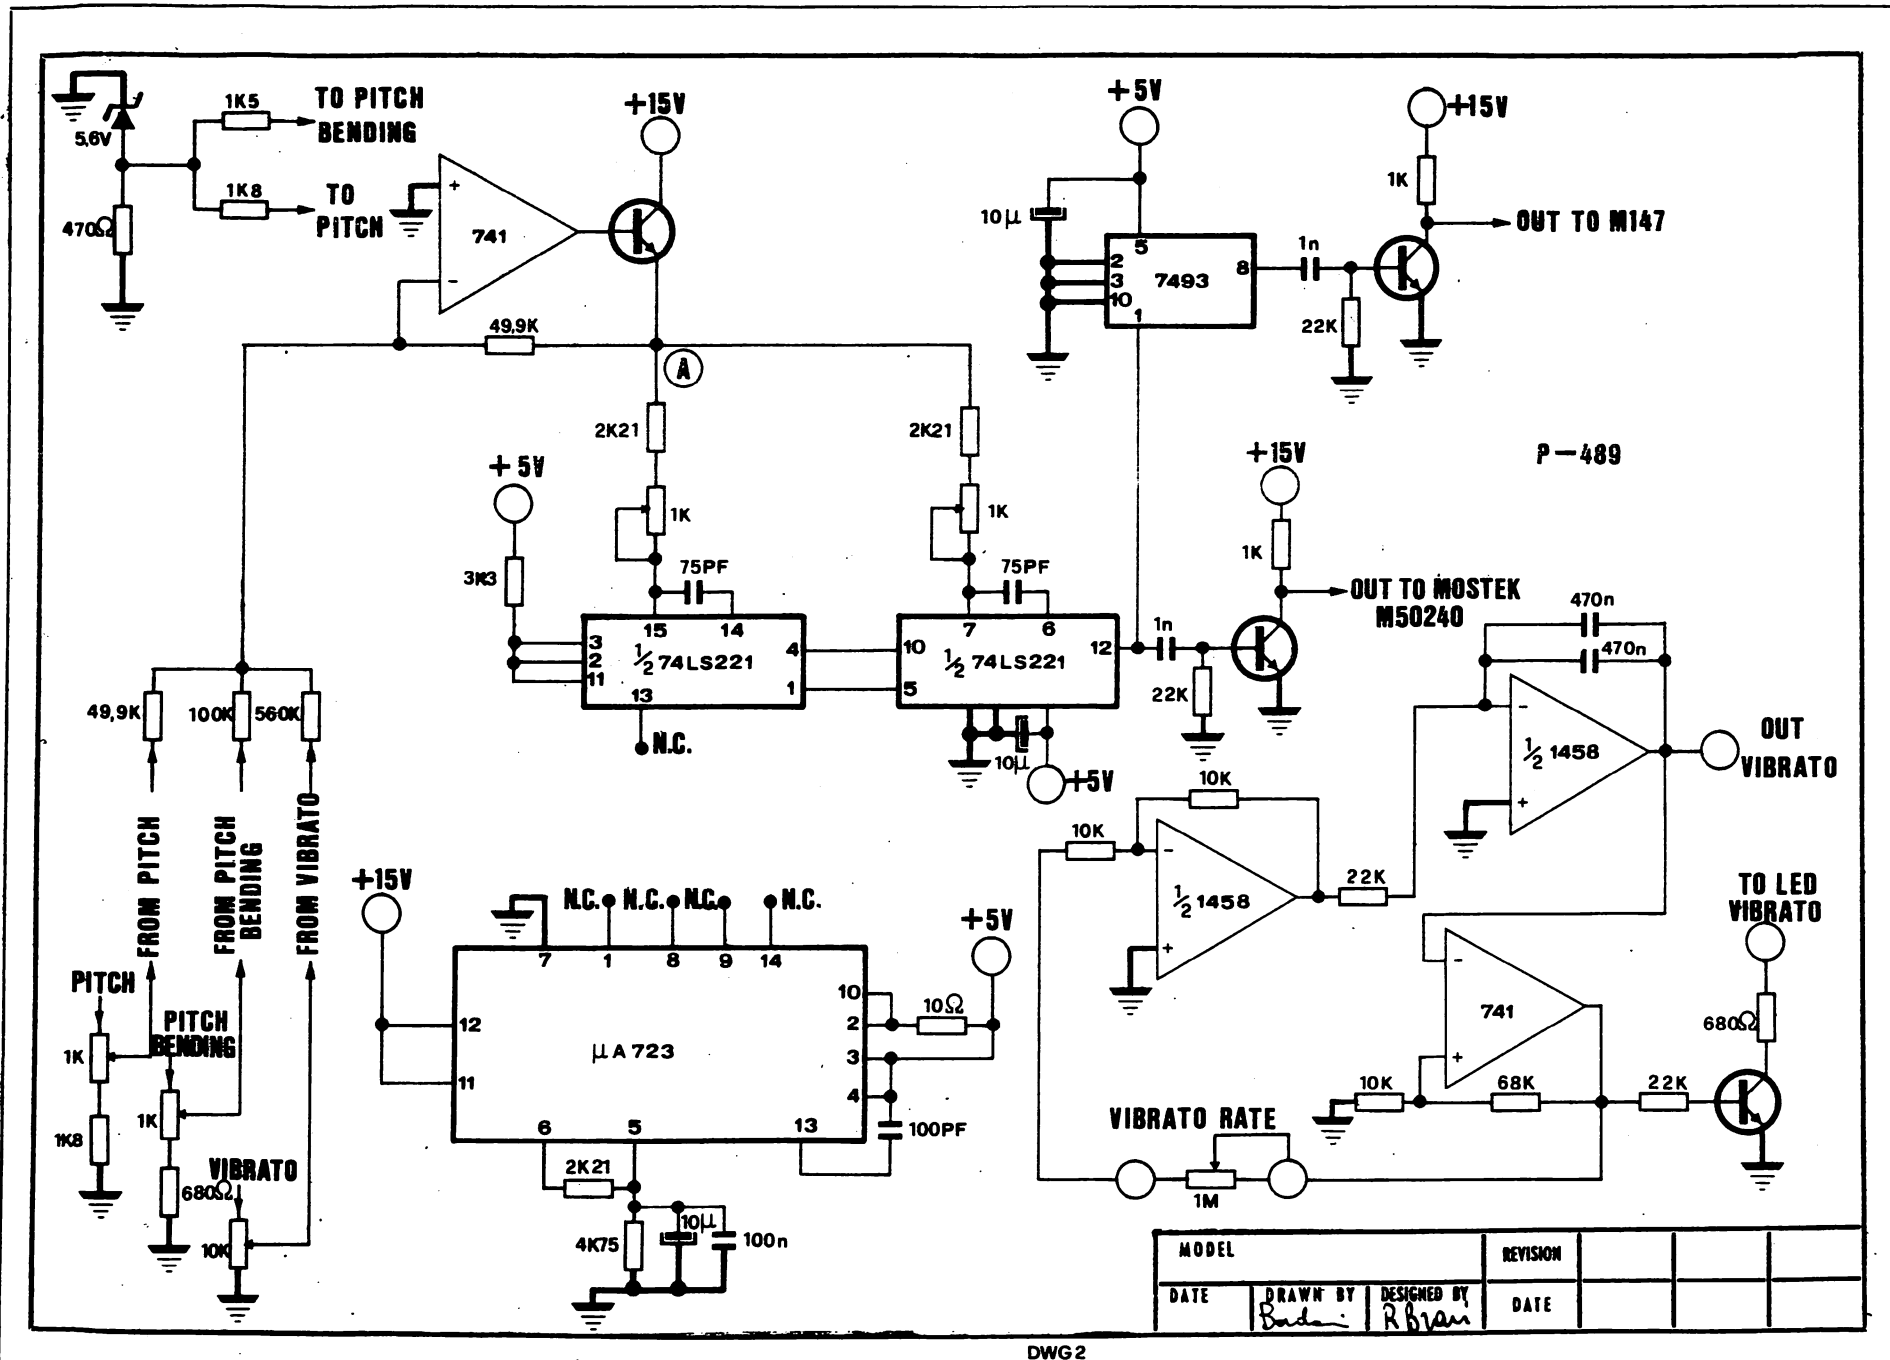 5,6V
470Ω
1K5
TO PITCH
BENDING
1K8
TO
PITCH
+15V
+
741
-
49,9K
A
2K21
1K
75PF
2K21
1K
75PF
+5V
3K3
15
14
3
2
11
1/2 74LS221
4
1
13
N.C.
7
6
10
5
1/2 74LS221
12
10µ
+5V
+5V
10µ
5
2
3
10
7493
8
1
1n
22K
+15V
1K
OUT TO M147
P-489
+15V
1K
1n
22K
OUT TO MOSTEK
M50240
470n
470n
-
1/2 1458
+
OUT
VIBRATO
10K
10K
-
1/2 1458
+
22K
-
741
+
TO LED
VIBRATO
680Ω
10K
68K
22K
VIBRATO RATE
1M
49,9K
100K
560K
FROM PITCH
FROM PITCH
BENDING
FROM VIBRATO
PITCH
1K
1K8
PITCH
BENDING
1K
680Ω
VIBRATO
10K
+15V
N.C.
N.C.
N.C.
N.C.
+5V
7
1
8
9
14
12
11
µA723
10
2
3
4
6
5
13
10Ω
100PF
2K21
4K75
10µ
100n
MODEL
REVISION
DATE
DRAWN BY
DESIGNED BY
DATE
DWG2